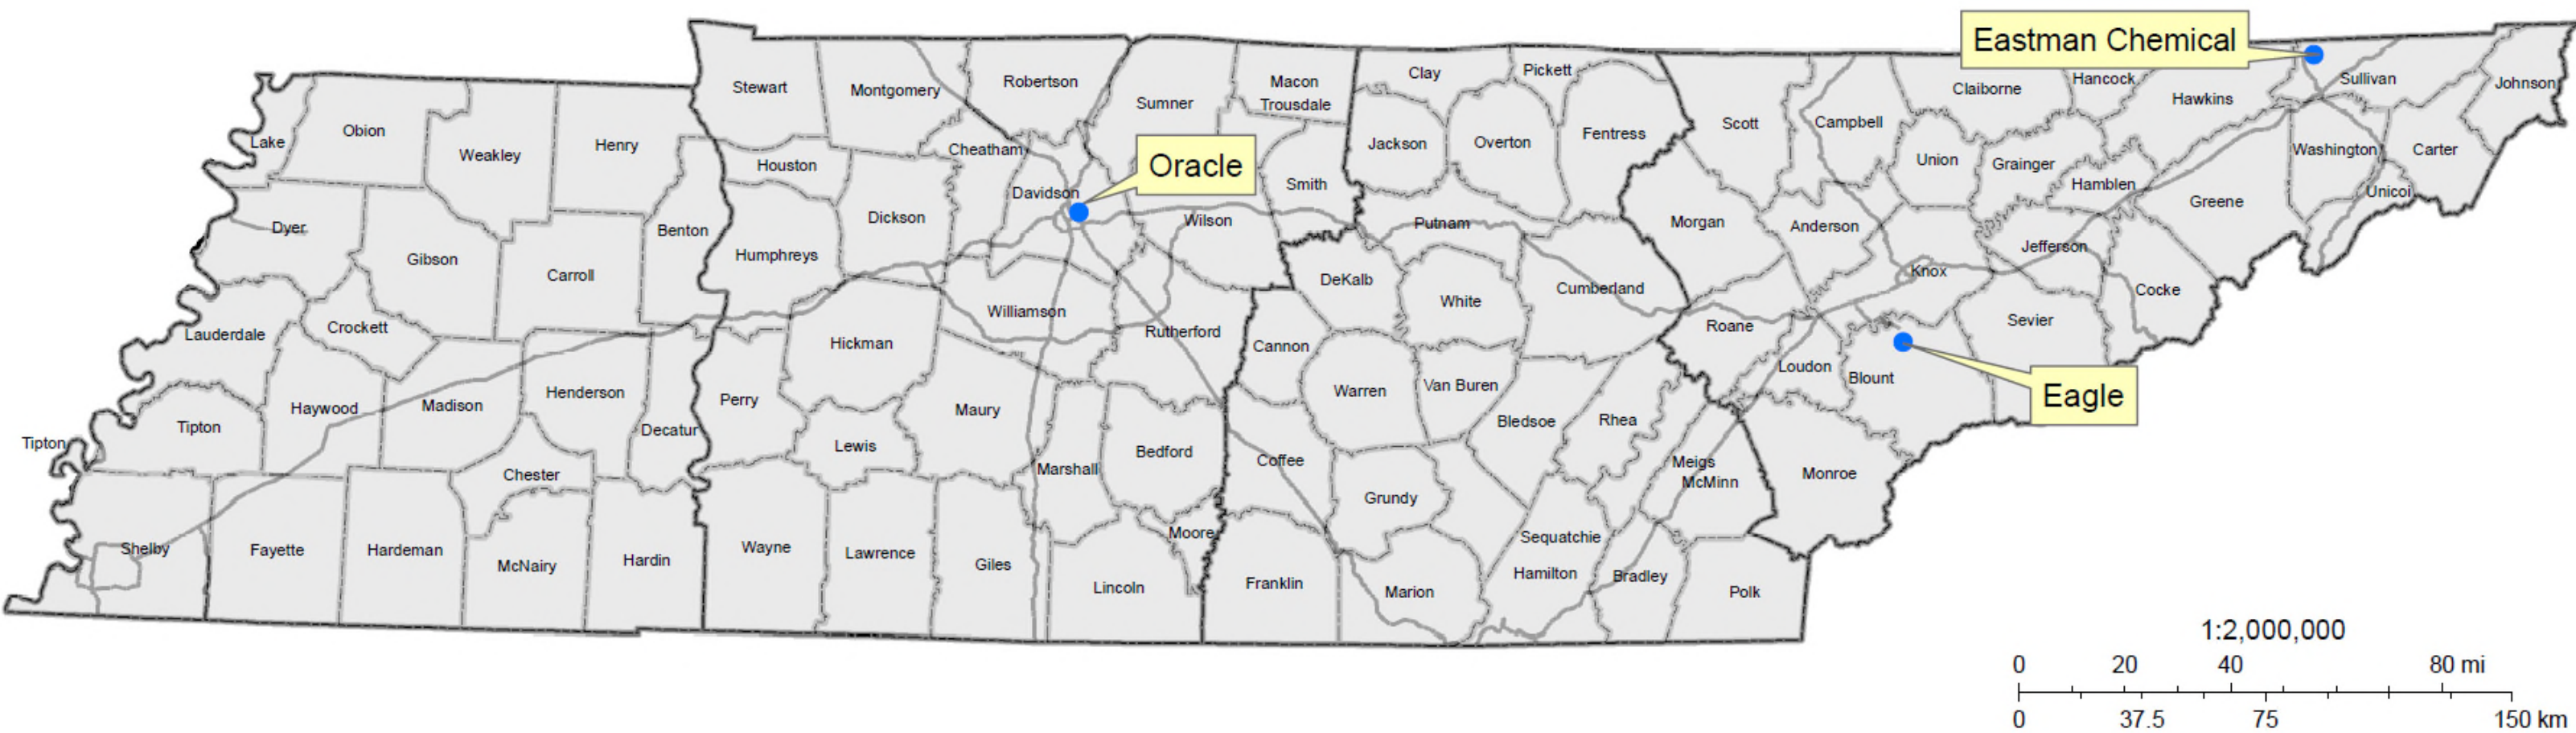 Eastman Chemical
Stewart
Montgomery
Robertson
Sumner
Macon
Trousdale
Clay
Pickett
Scott
Campbell
Claiborne
Hancock
Hawkins
Sullivan
Johnson
Lake
Obion
Weakley
Henry
Houston
Cheatham
Oracle
Jackson
Overton
Fentress
Union
Grainger
Hamblen
Washington
Carter
Unicoi
Davidson
Smith
Dyer
Gibson
Carroll
Benton
Humphreys
Dickson
Wilson
Putnam
Morgan
Anderson
Jefferson
Greene
Knox
Cocke
Lauderdale
Crockett
Williamson
Rutherford
DeKalb
White
Cumberland
Roane
Sevier
Hickman
Cannon
Loudon
Blount
Eagle
Tipton
Tipton
Haywood
Madison
Henderson
Decatur
Perry
Lewis
Maury
Marshall
Bedford
Warren
Van Buren
Bledsoe
Rhea
Coffee
Meigs
McMinn
Monroe
Chester
Grundy
Moore
Sequatchie
Shelby
Fayette
Hardeman
McNairy
Hardin
Wayne
Lawrence
Giles
Lincoln
Franklin
Marion
Hamilton
Bradley
Polk
1:2,000,000
0 20 40 80 mi
0 37.5 75 150 km